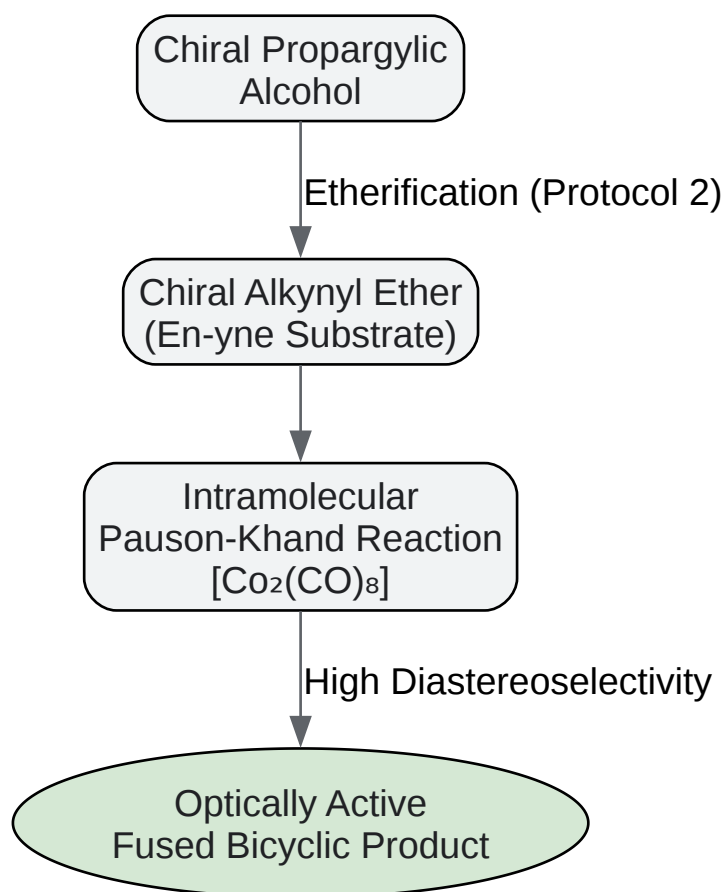 Chiral Propargylic
Alcohol
Etherification (Protocol 2)
Chiral Alkynyl Ether
(En-yne Substrate)
Intramolecular
Pauson-Khand Reaction
[Co₂(CO)₈]
High Diastereoselectivity
Optically Active
Fused Bicyclic Product